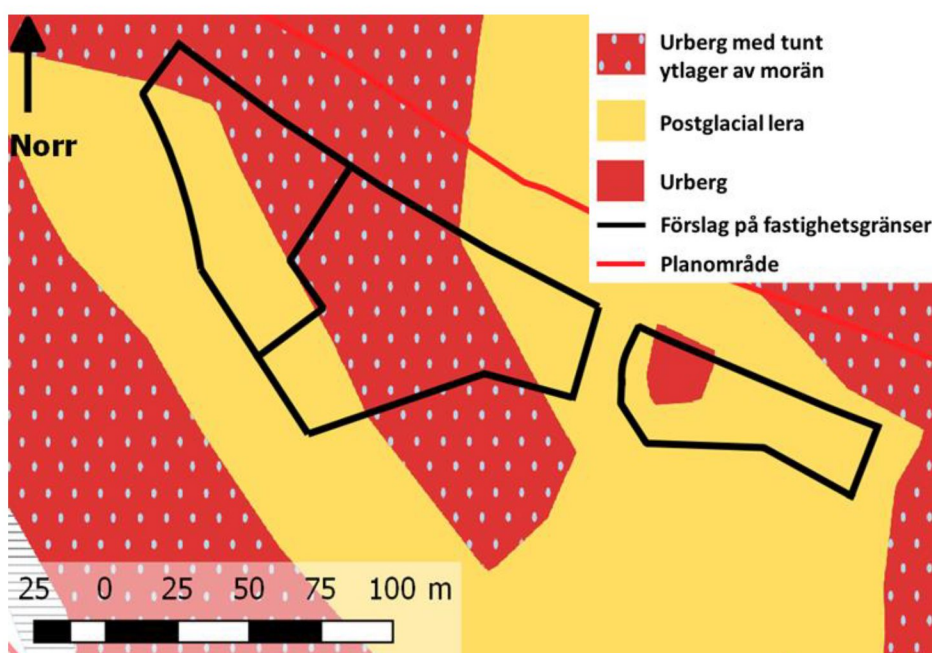 Norr
Urberg med tunt
ytlager av morän
Postglacial lera
Urberg
Förslag på fastighetsgränser
Planområde
25 0 25 50 75 100 m